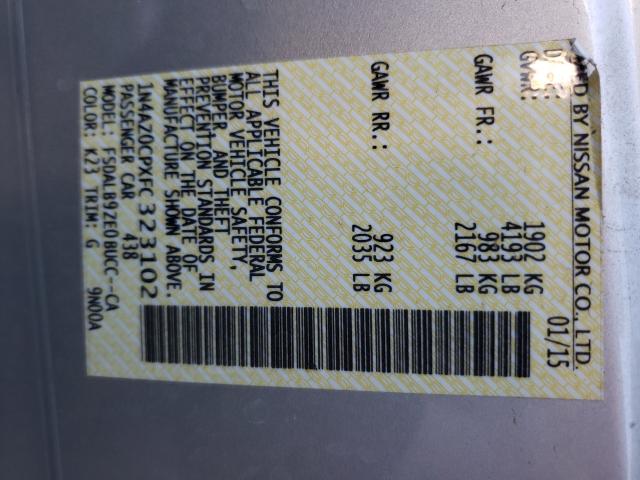 MED BY NISSAN MOTOR CO., LTD.
01/15
GVWR: 1902 KG
4193 LB
GAWR FR.: 983 KG
2167 LB
GAWR RR.: 923 KG
2035 LB
THIS VEHICLE CONFORMS TO
ALL APPLICABLE FEDERAL
MOTOR VEHICLE SAFETY,
BUMPER, AND THEFT
PREVENTION STANDARDS IN
EFFECT ON THE DATE OF
MANUFACTURE SHOWN ABOVE.
1N4AZ0CPXFC323102
PASSENGER CAR 438
MODEL: FSDALB9ZE0BUCC--CA
COLOR: K23 TRIM: G 9N00A